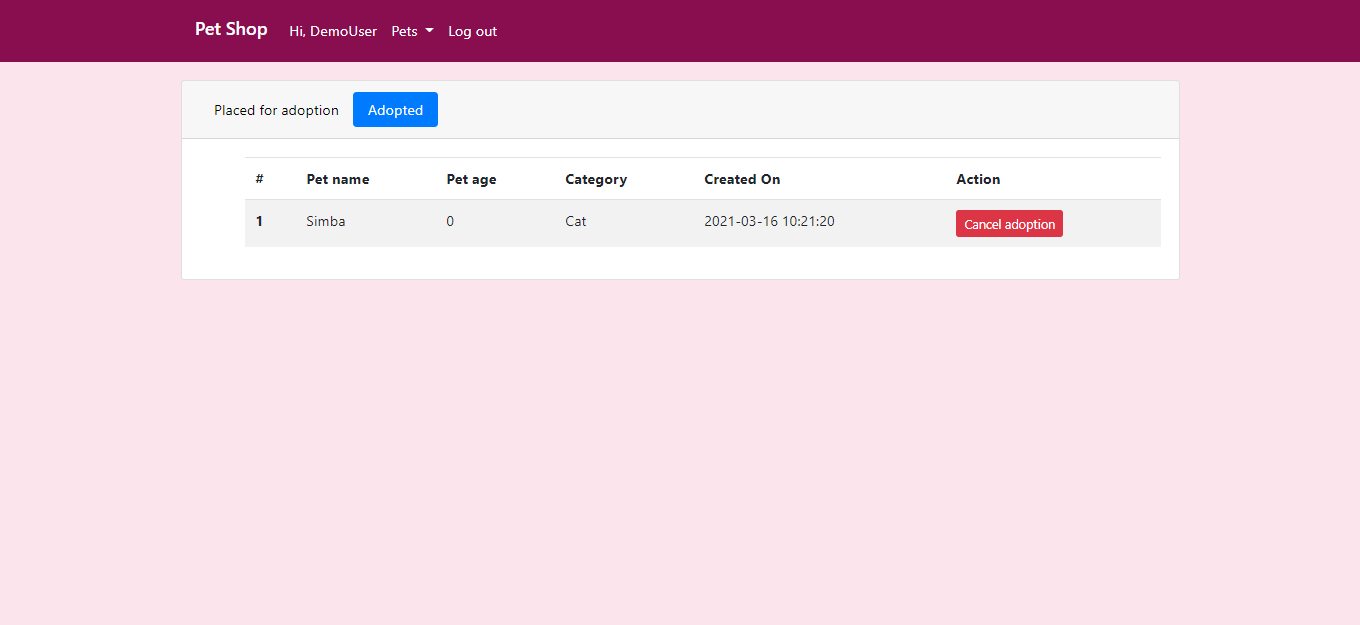 Pet Shop Hi, DemoUser Pets Log out
Placed for adoption Adopted
# Pet name Pet age Category Created On Action
1 Simba 0 Cat 2021-03-16 10:21:20 Cancel adoption